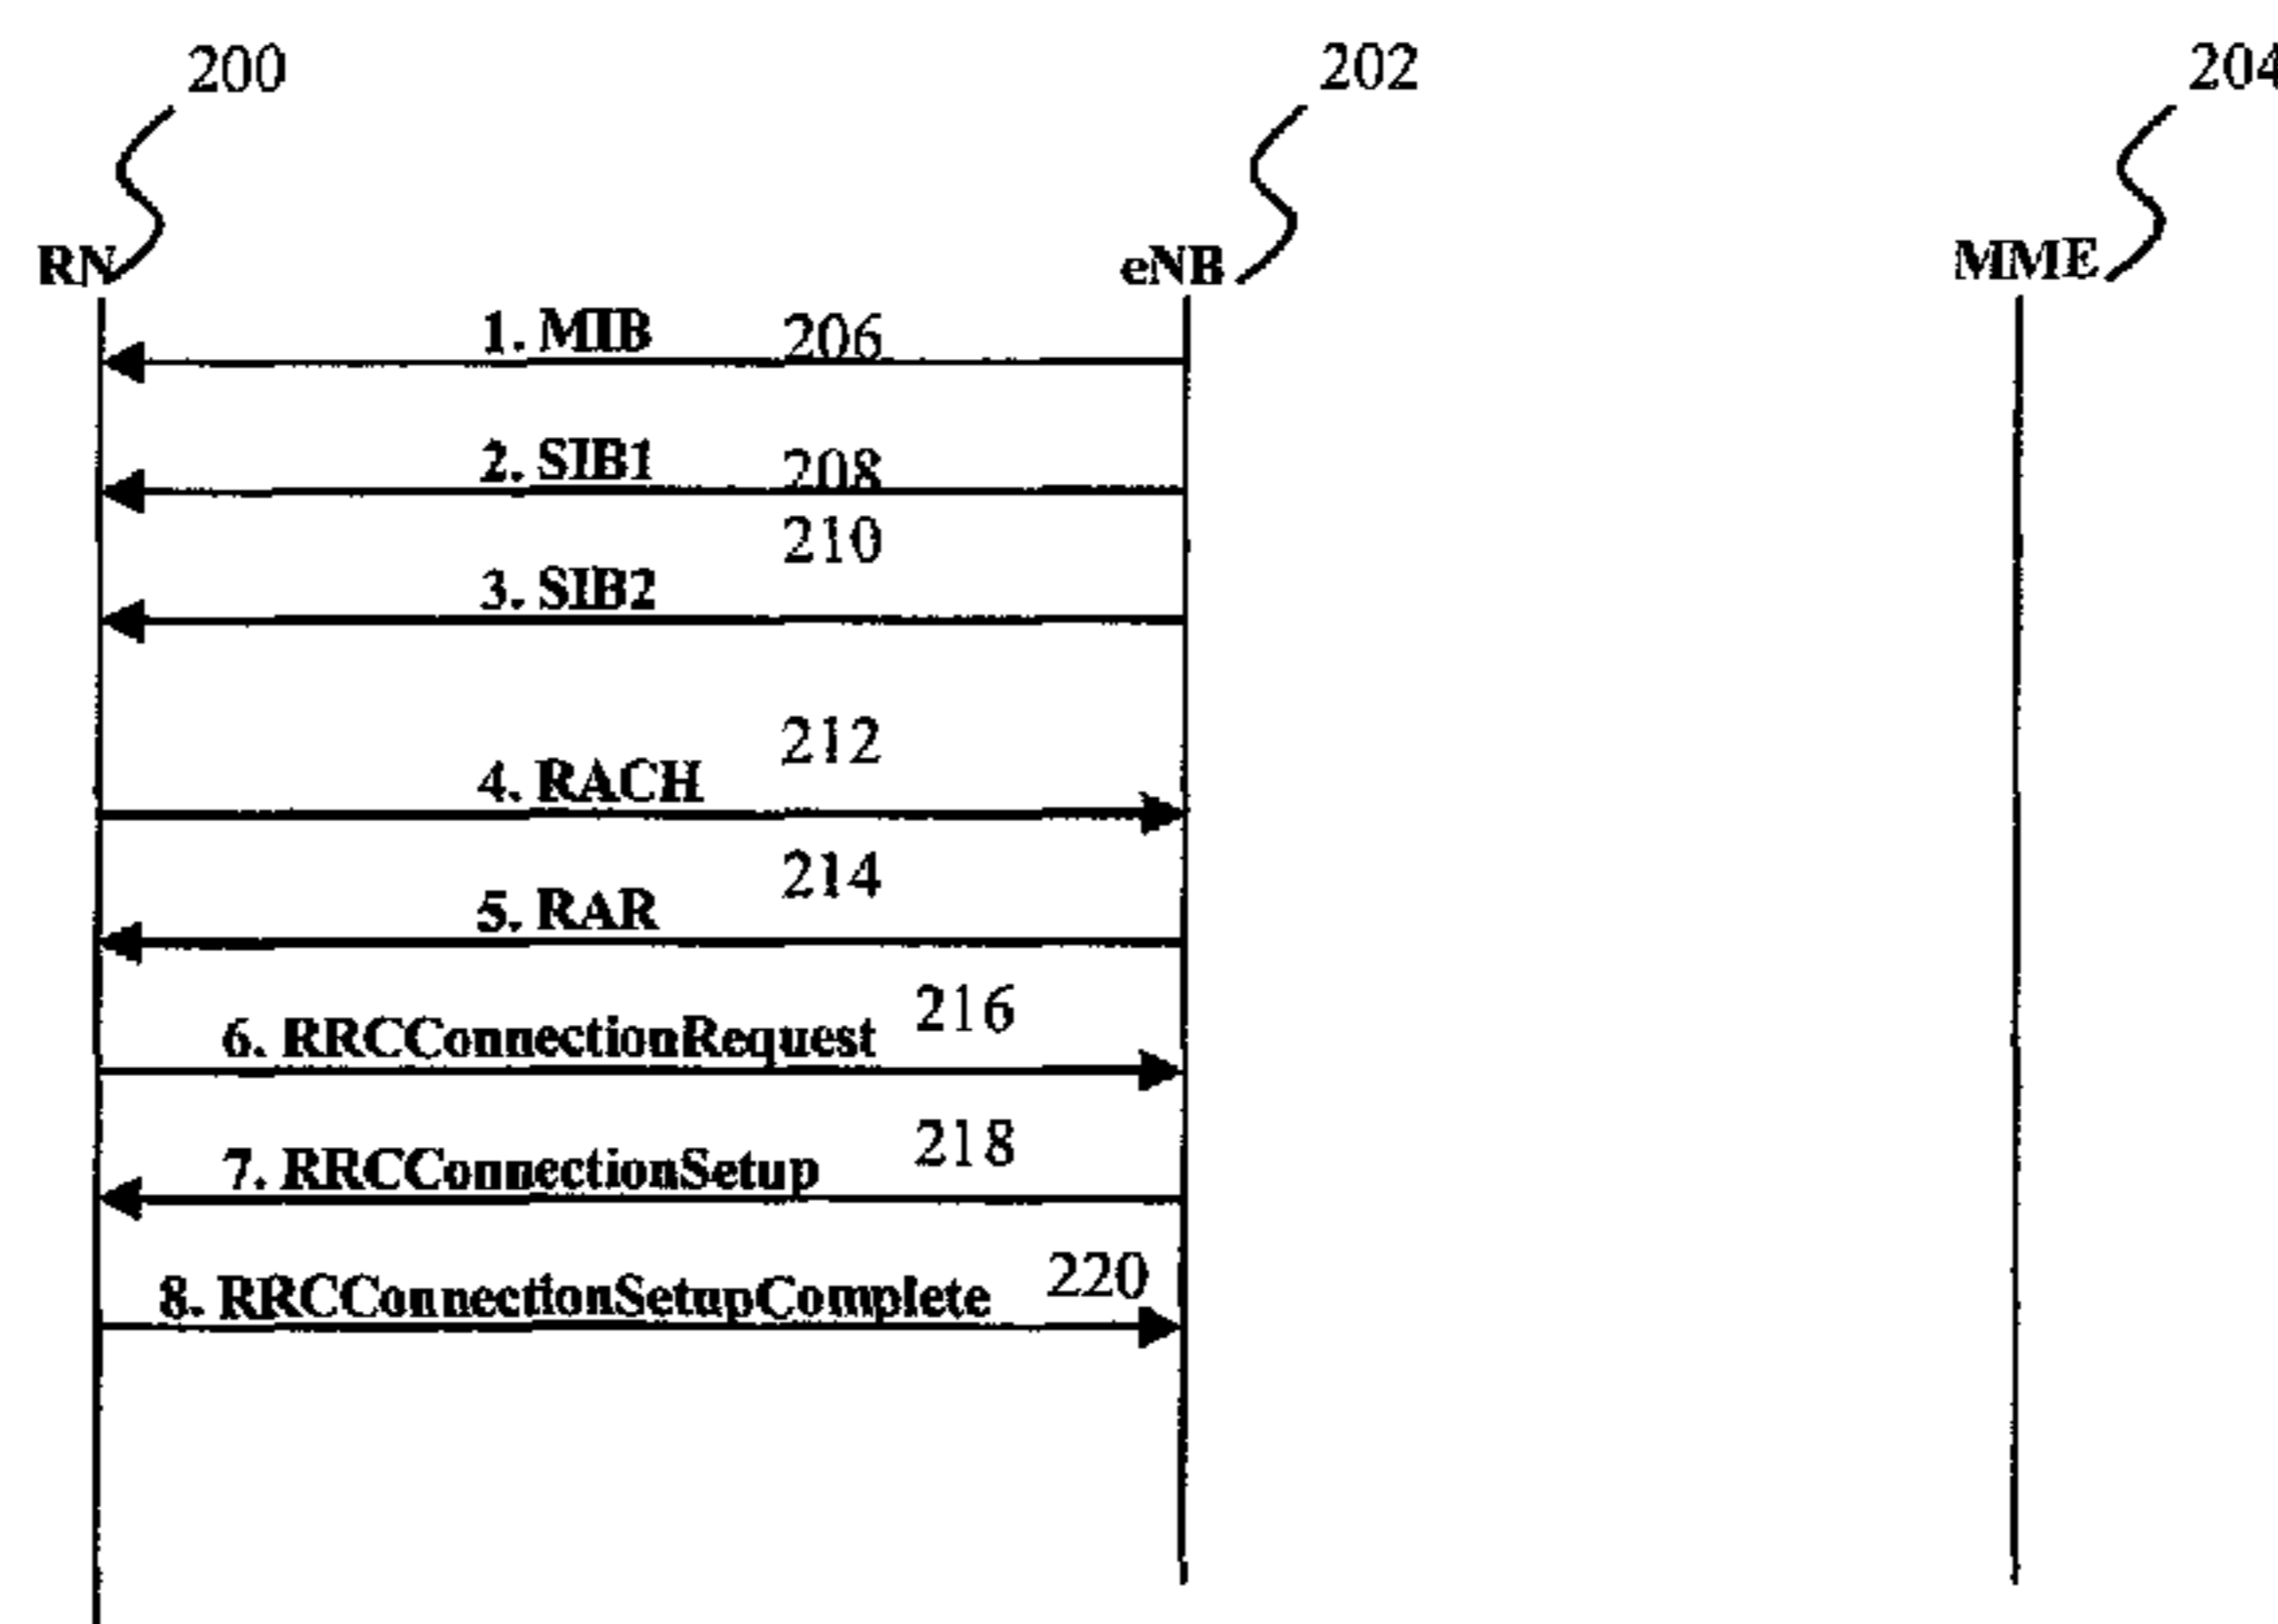 200 202 204
RN eNB MME
1. MIB 206
2. SIB1 208
210
3. SIB2
212
4. RACH
214
5. RAR
6. RRCConnectionRequest 216
7. RRCConnectionSetup 218
8. RRCConnectionSetupComplete 220